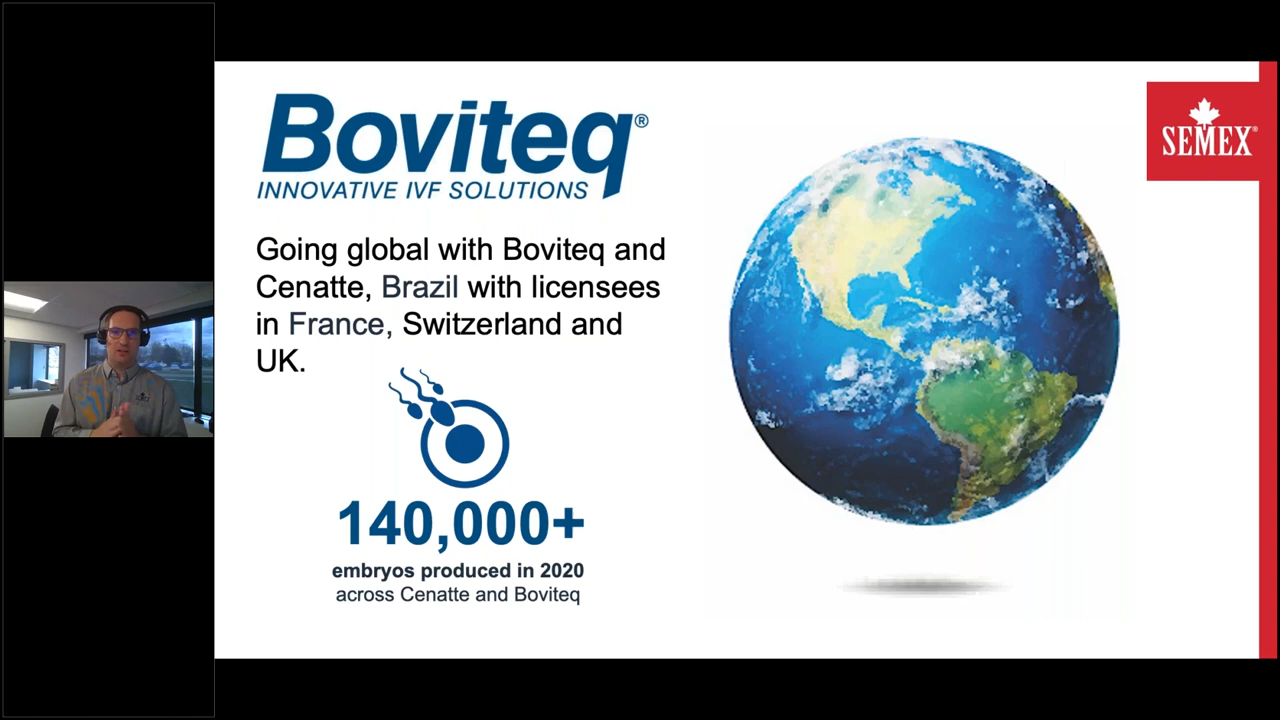 Boviteq®
INNOVATIVE IVF SOLUTIONS
SEMEX®
Going global with Boviteq and
Cenatte, Brazil with licensees
in France, Switzerland and
UK.
140,000+
embryos produced in 2020
across Cenatte and Boviteq